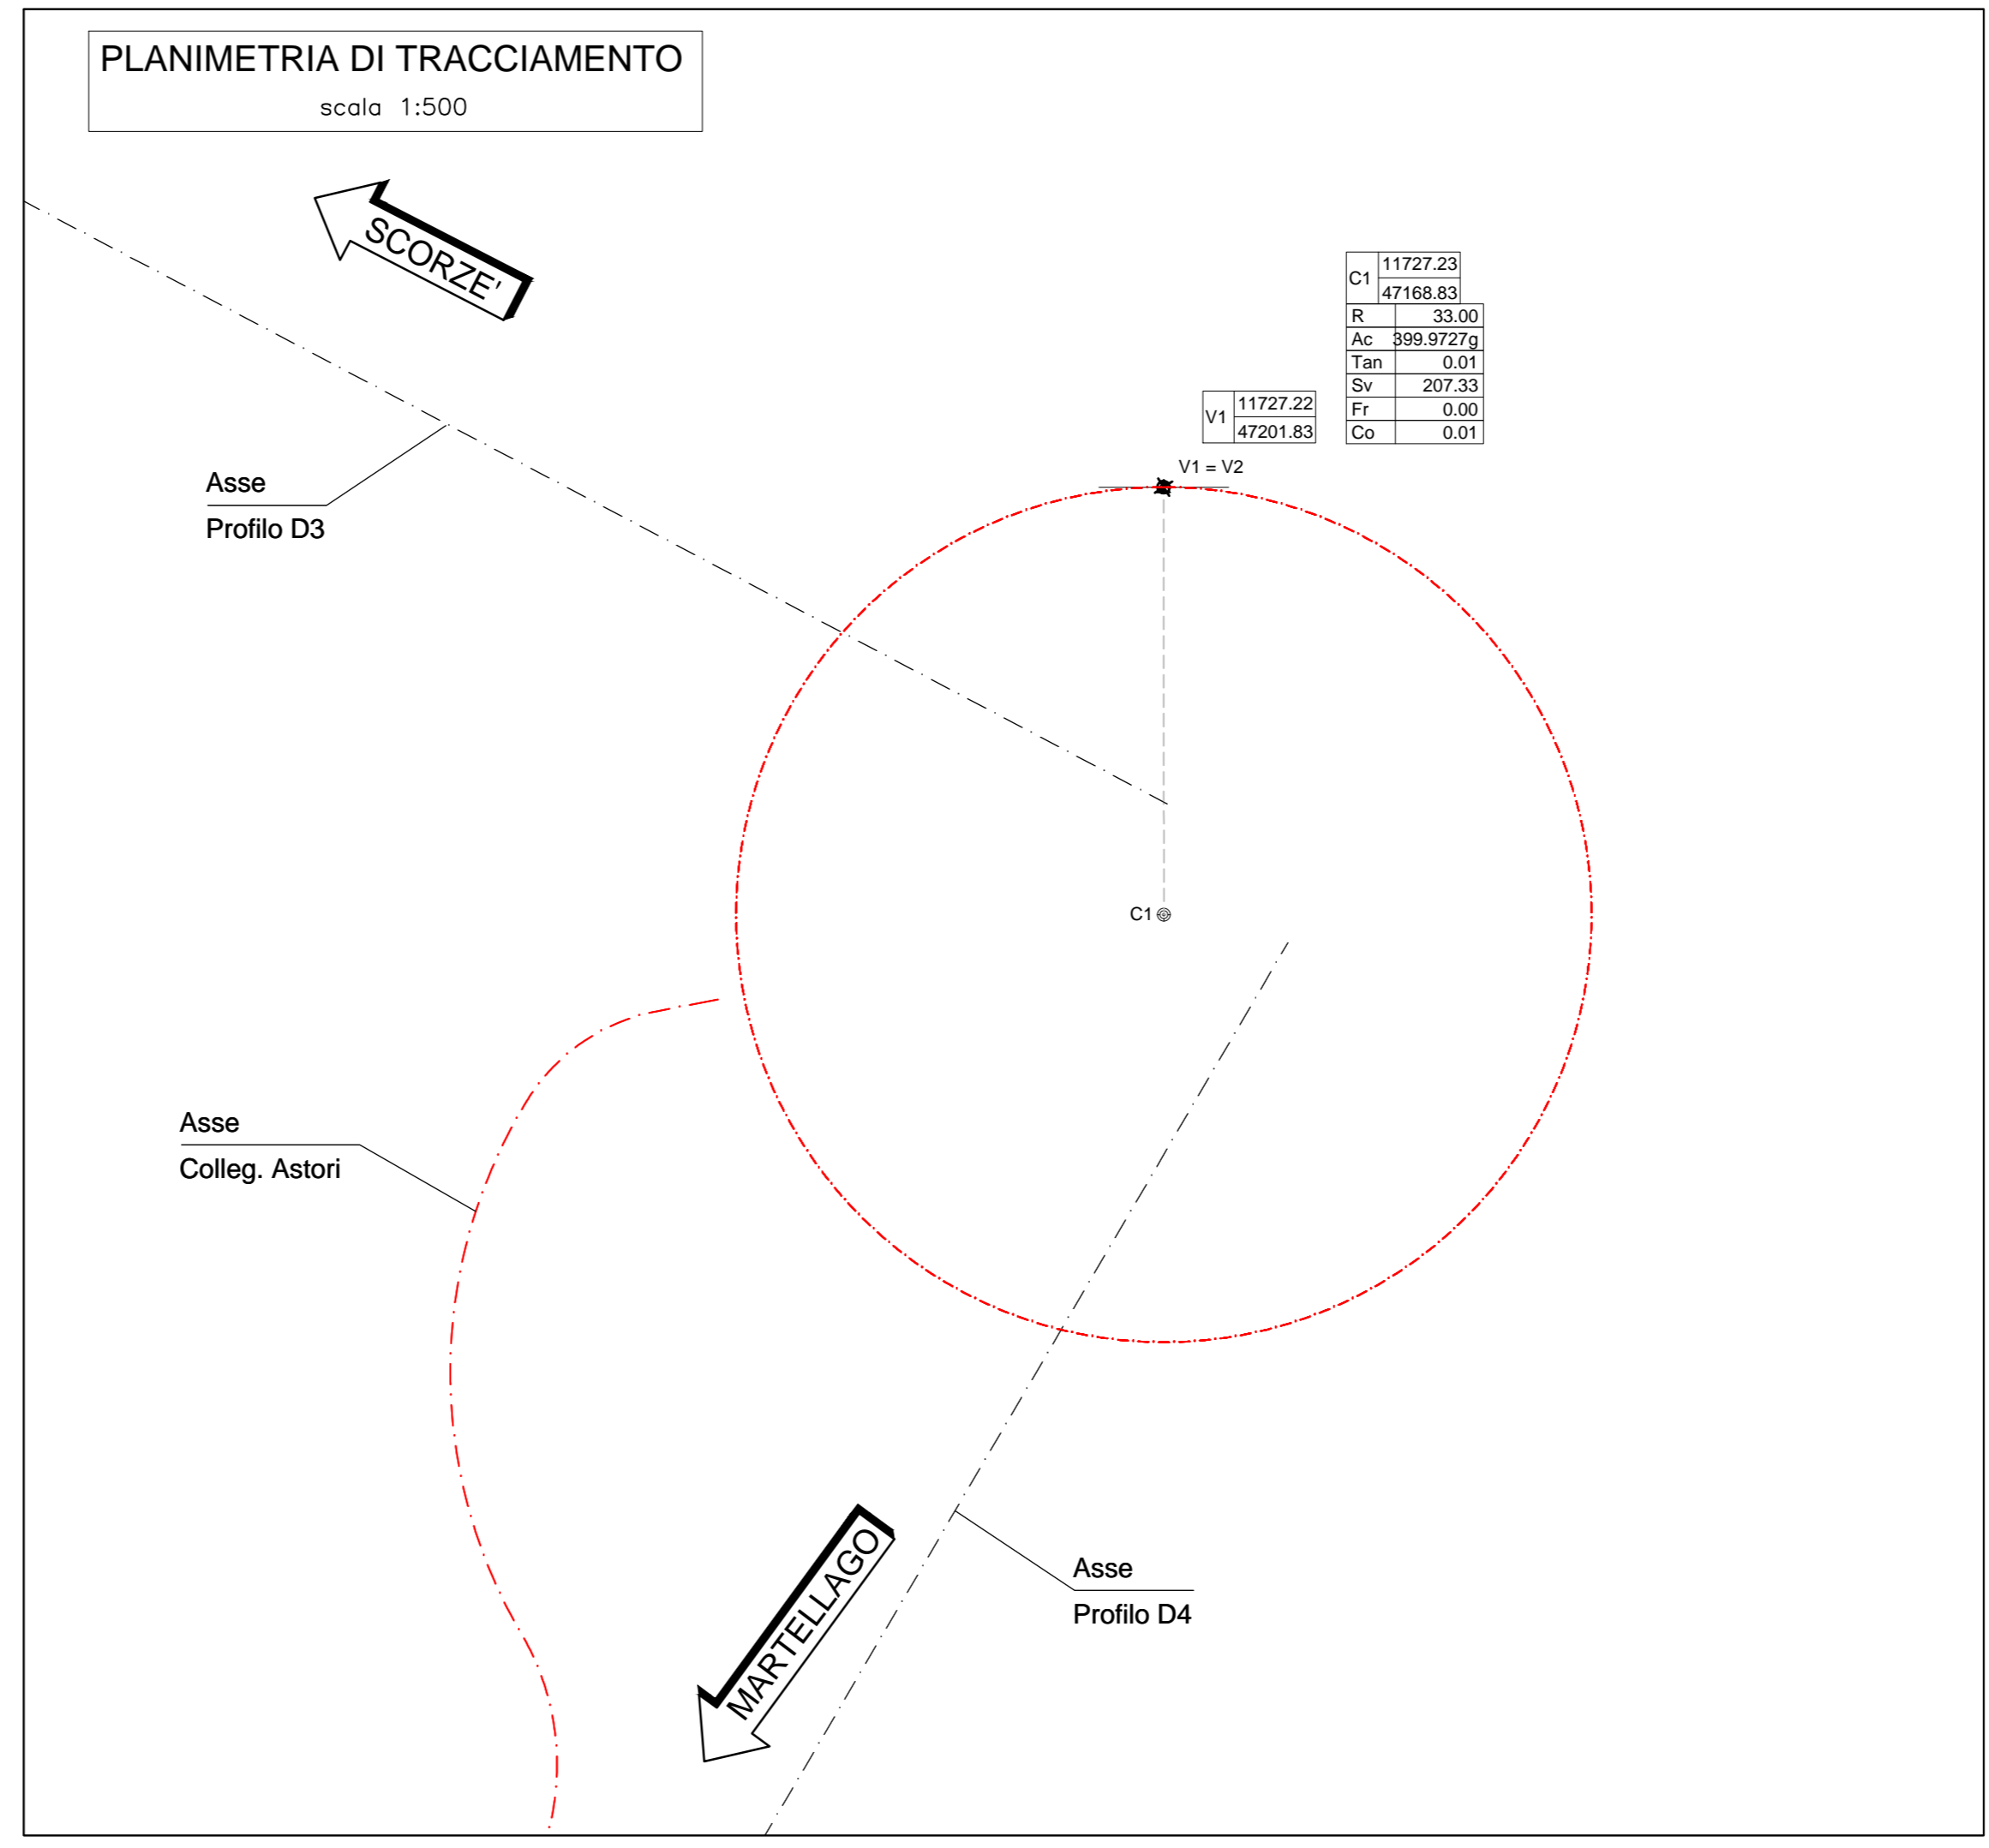 PLANIMETRIA DI TRACCIAMENTO
scala 1:500
SCORZE'
C1 11727.23
47168.83
R 33.00
Ac 399.9727g
Tan 0.01
Sv 207.33
Fr 0.00
Co 0.01
V1 11727.22
47201.83
V1 = V2
Asse
Profilo D3
C1
Asse
Colleg. Astori
MARTELLAGO
Asse
Profilo D4